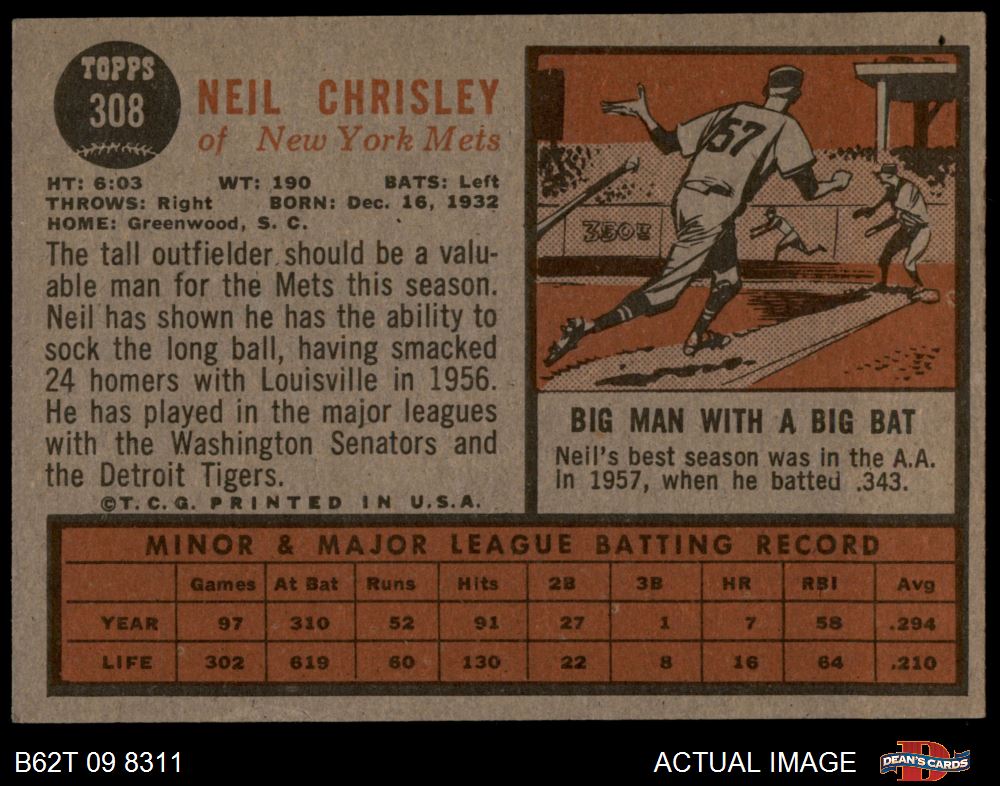 TOPPS
308
NEIL CHRISLEY
of New York Mets
HT: 6:03 WT: 190 BATS: Left
THROWS: Right BORN: Dec. 16, 1932
HOME: Greenwood, S. C.
The tall outfielder should be a valu-
able man for the Mets this season.
Neil has shown he has the ability to
sock the long ball, having smacked
24 homers with Louisville in 1956.
He has played in the major leagues
with the Washington Senators and
the Detroit Tigers.
©T. C. G. PRINTED IN U.S.A.
57
350
BIG MAN WITH A BIG BAT
Neil's best season was in the A.A.
in 1957, when he batted .343.
MINOR & MAJOR LEAGUE BATTING RECORD
Games At Bat Runs Hits 2B 3B HR RBI Avg
YEAR 97 310 52 91 27 1 7 58 .294
LIFE 302 619 60 130 22 8 16 64 .210
B62T 09 8311
ACTUAL IMAGE
DEAN'S CARDS